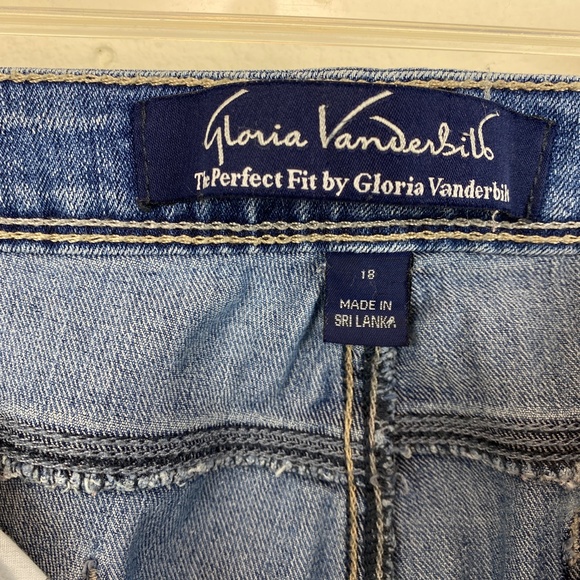 Gloria Vanderbilt
The Perfect Fit by Gloria Vanderbilt
18
MADE IN
SRI LANKA